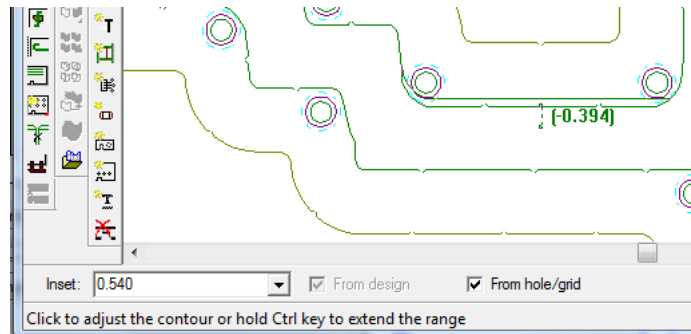 T
(-0.394)
Inset: 0.540 From design From hole/grid
Click to adjust the contour or hold Ctrl key to extend the range